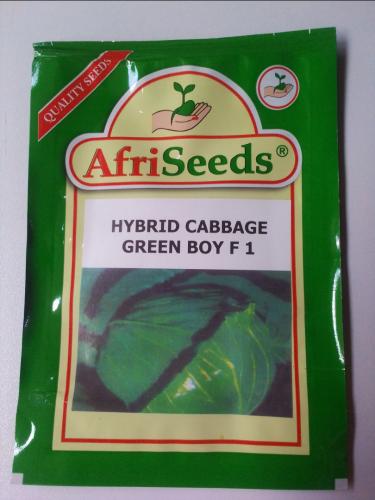 QUALITY SEEDS
AfriSeeds®
HYBRID CABBAGE
GREEN BOY F 1